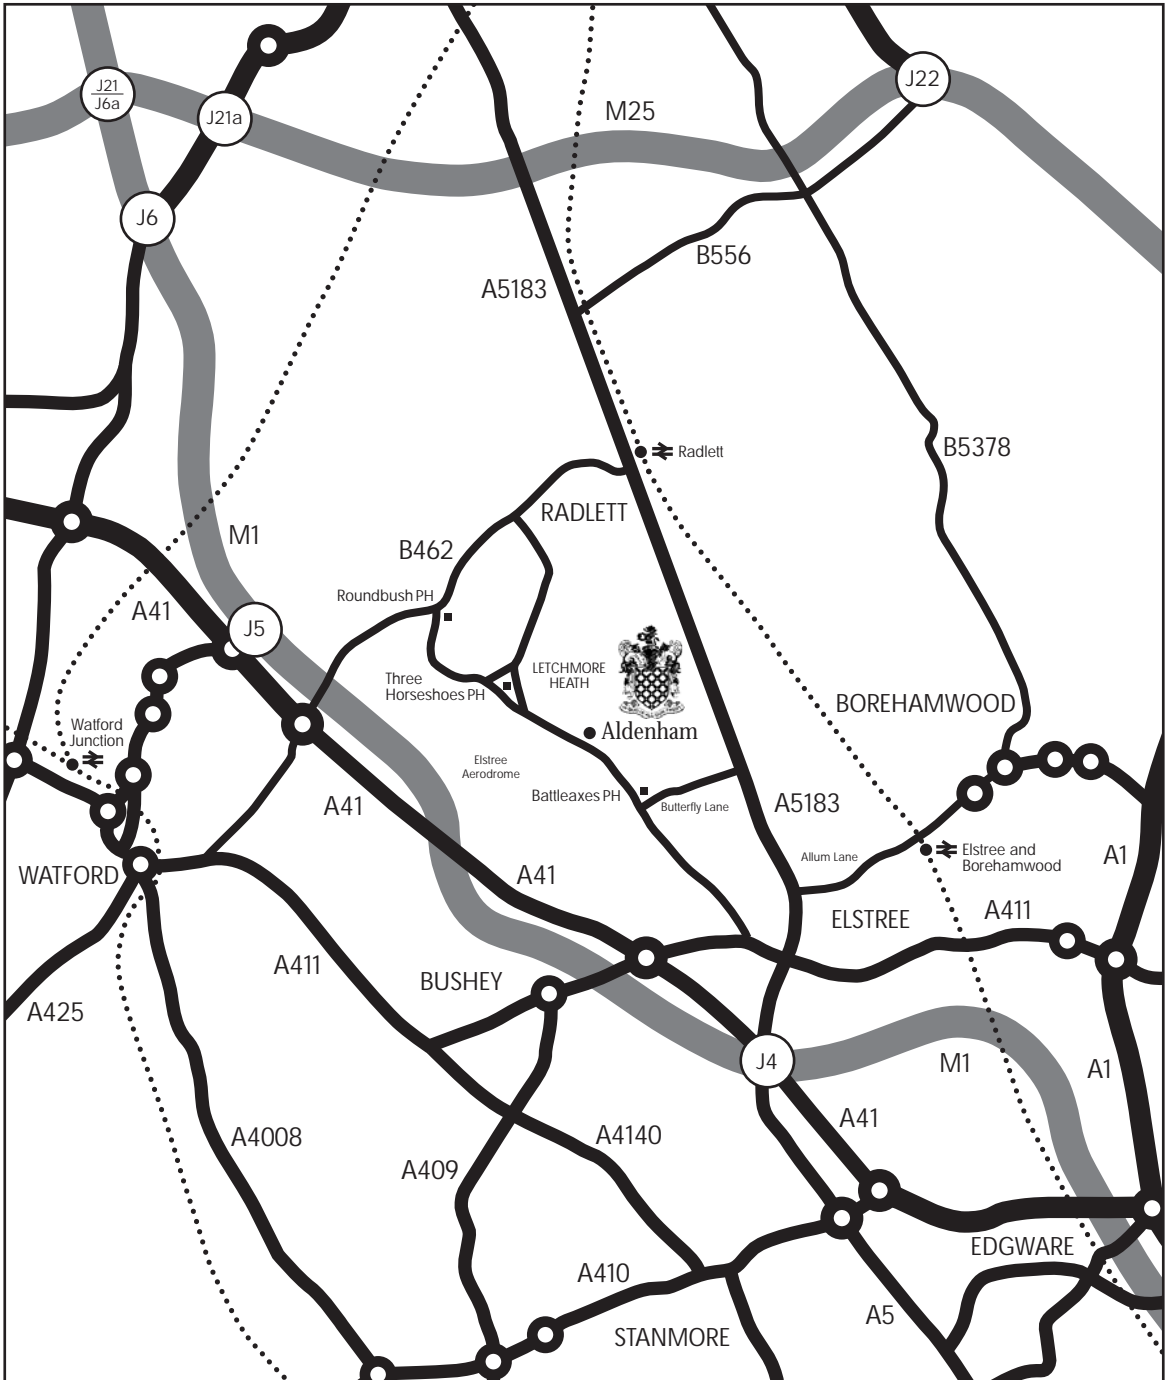 J21
J6a
J21a
J22
M25
J6
B556
A5183
B5378
Radlett
RADLETT
M1
B462
Roundbush PH
A41
J5
LETCHMORE
HEATH
Three
Horseshoes PH
BOREHAMWOOD
Watford
Junction
Aldenham
Elstree
Aerodrome
Battleaxes PH
Butterfly Lane
A5183
A41
Allum Lane
Elstree and
Borehamwood
A1
WATFORD
A41
ELSTREE
A411
A411
BUSHEY
A425
J4
M1
A1
A41
A4008
A4140
A409
EDGWARE
A410
A5
STANMORE